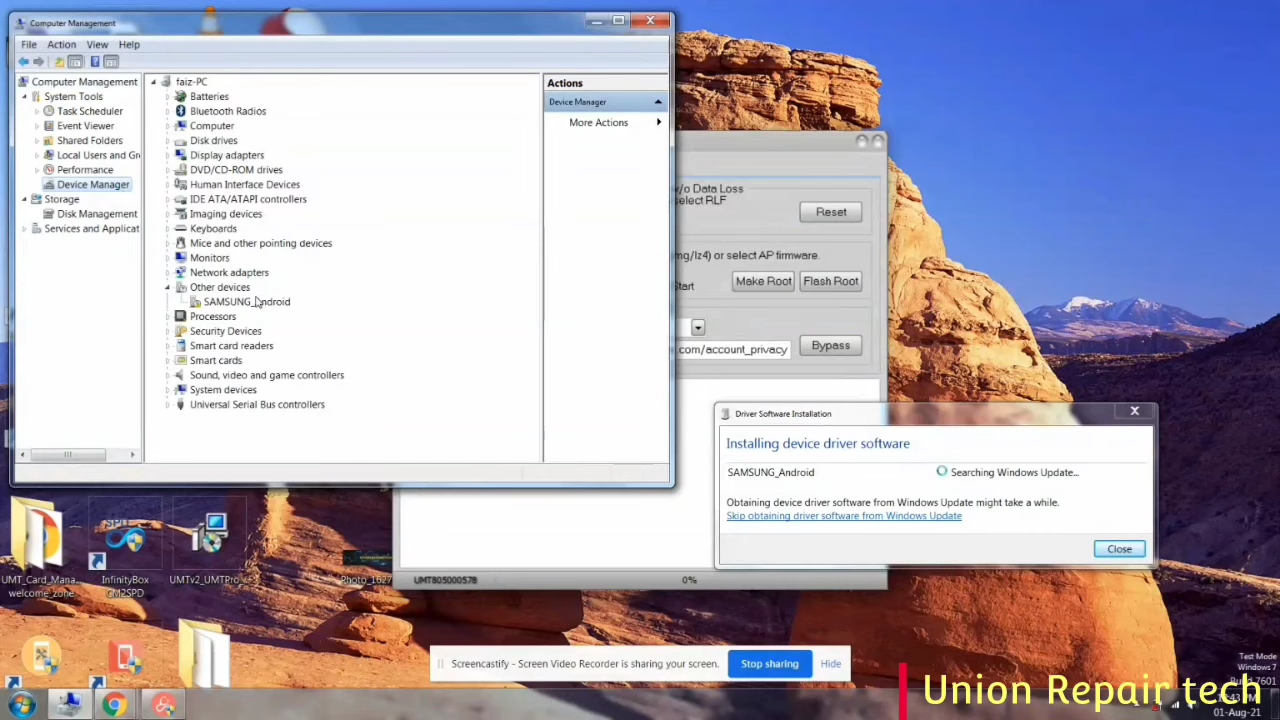 Computer Management
File Action View Help
Computer Management
System Tools
Task Scheduler
Event Viewer
Shared Folders
Local Users and Gr
Performance
Device Manager
Storage
Disk Management
Services and Applicat
faiz-PC
Batteries
Bluetooth Radios
Computer
Disk drives
Display adapters
DVD/CD-ROM drives
Human Interface Devices
IDE ATA/ATAPI controllers
Imaging devices
Keyboards
Mice and other pointing devices
Monitors
Network adapters
Other devices
SAMSUNG_Android
Processors
Security Devices
Smart card readers
Smart cards
Sound, video and game controllers
System devices
Universal Serial Bus controllers
Actions
Device Manager
More Actions
w/o Data Loss
select RLF
Reset
mg/lz4) or select AP firmware.
Start
Make Root
Flash Root
.com/account_privacy
Bypass
Driver Software Installation
Installing device driver software
SAMSUNG_Android
Searching Windows Update...
Obtaining device driver software from Windows Update might take a while.
Skip obtaining driver software from Windows Update
Close
UMT805000578
0%
UMT_Card_Mana...
welcome_zone
InfinityBox
CM2SPD
UMTv2_UMTPro_v...
Photo_1627
Screencastify - Screen Video Recorder is sharing your screen.
Stop sharing
Hide
Test Mode
Windows 7
Build 7601
01-Aug-21
Union Repair tech